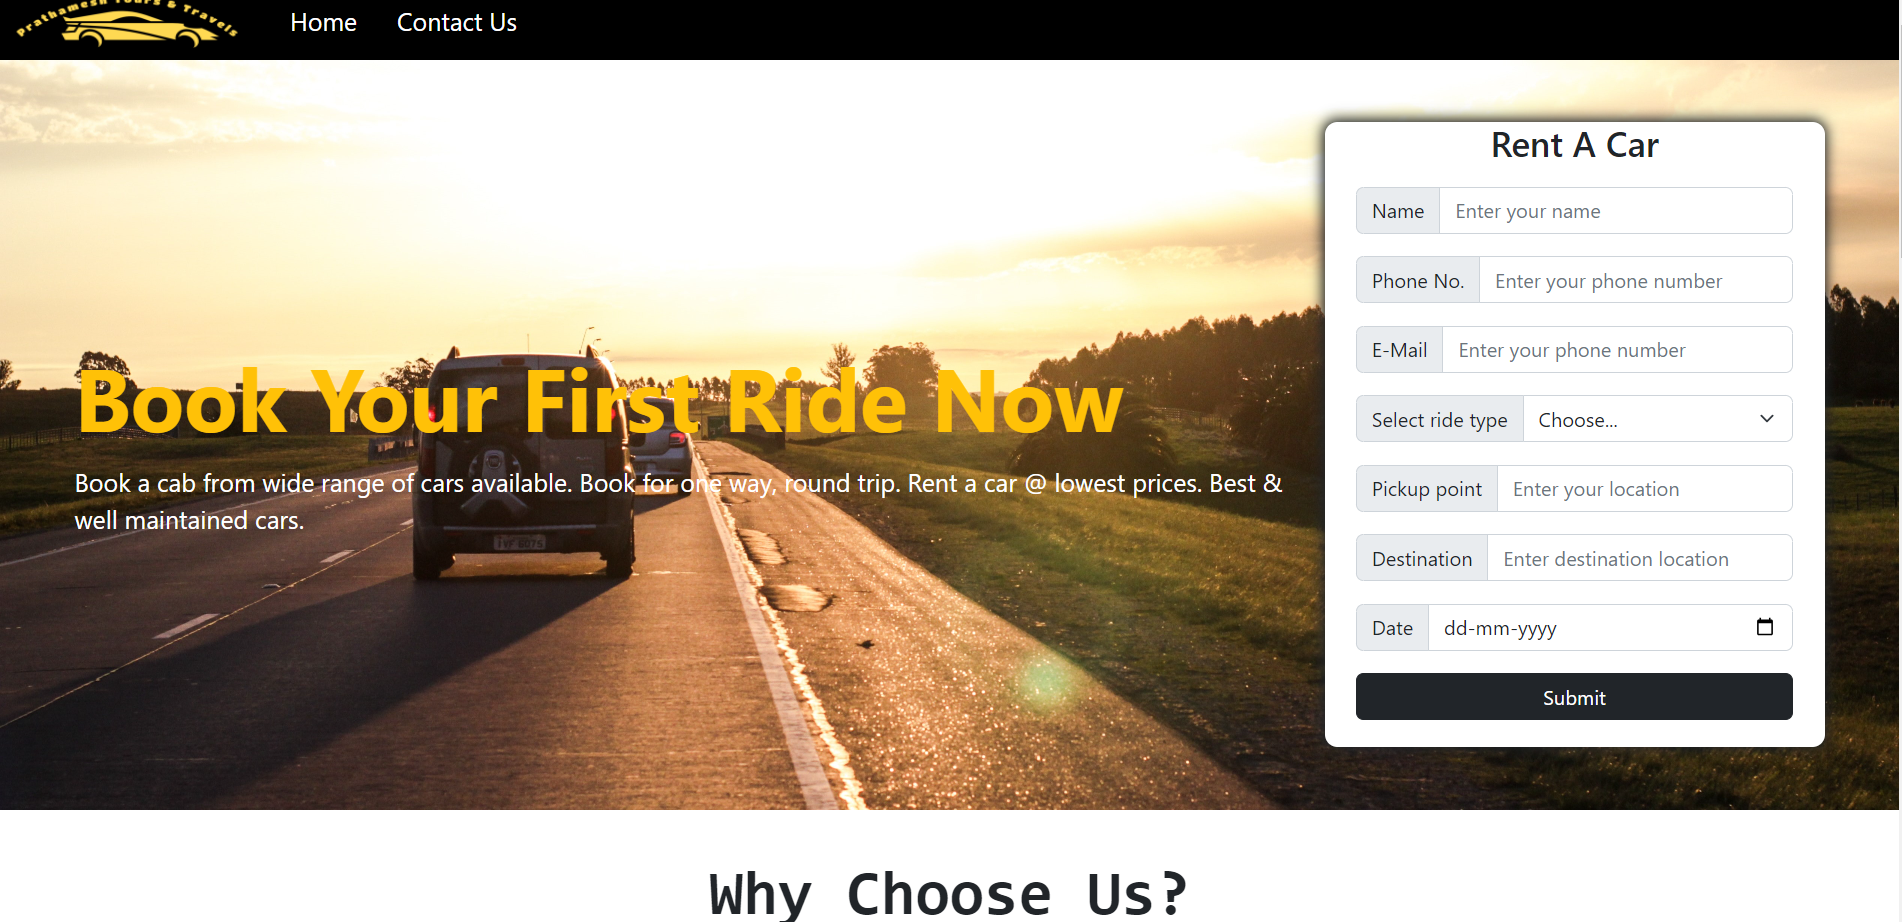 Prathamesh Tours & Travels
Home
Contact Us
Rent A Car
Name
Enter your name
Phone No.
Enter your phone number
E-Mail
Enter your phone number
Select ride type
Choose...
Pickup point
Enter your location
Destination
Enter destination location
Date
dd-mm-yyyy
Submit
Book Your First Ride Now
Book a cab from wide range of cars available. Book for one way, round trip. Rent a car @ lowest prices. Best &
well maintained cars.
Why Choose Us?